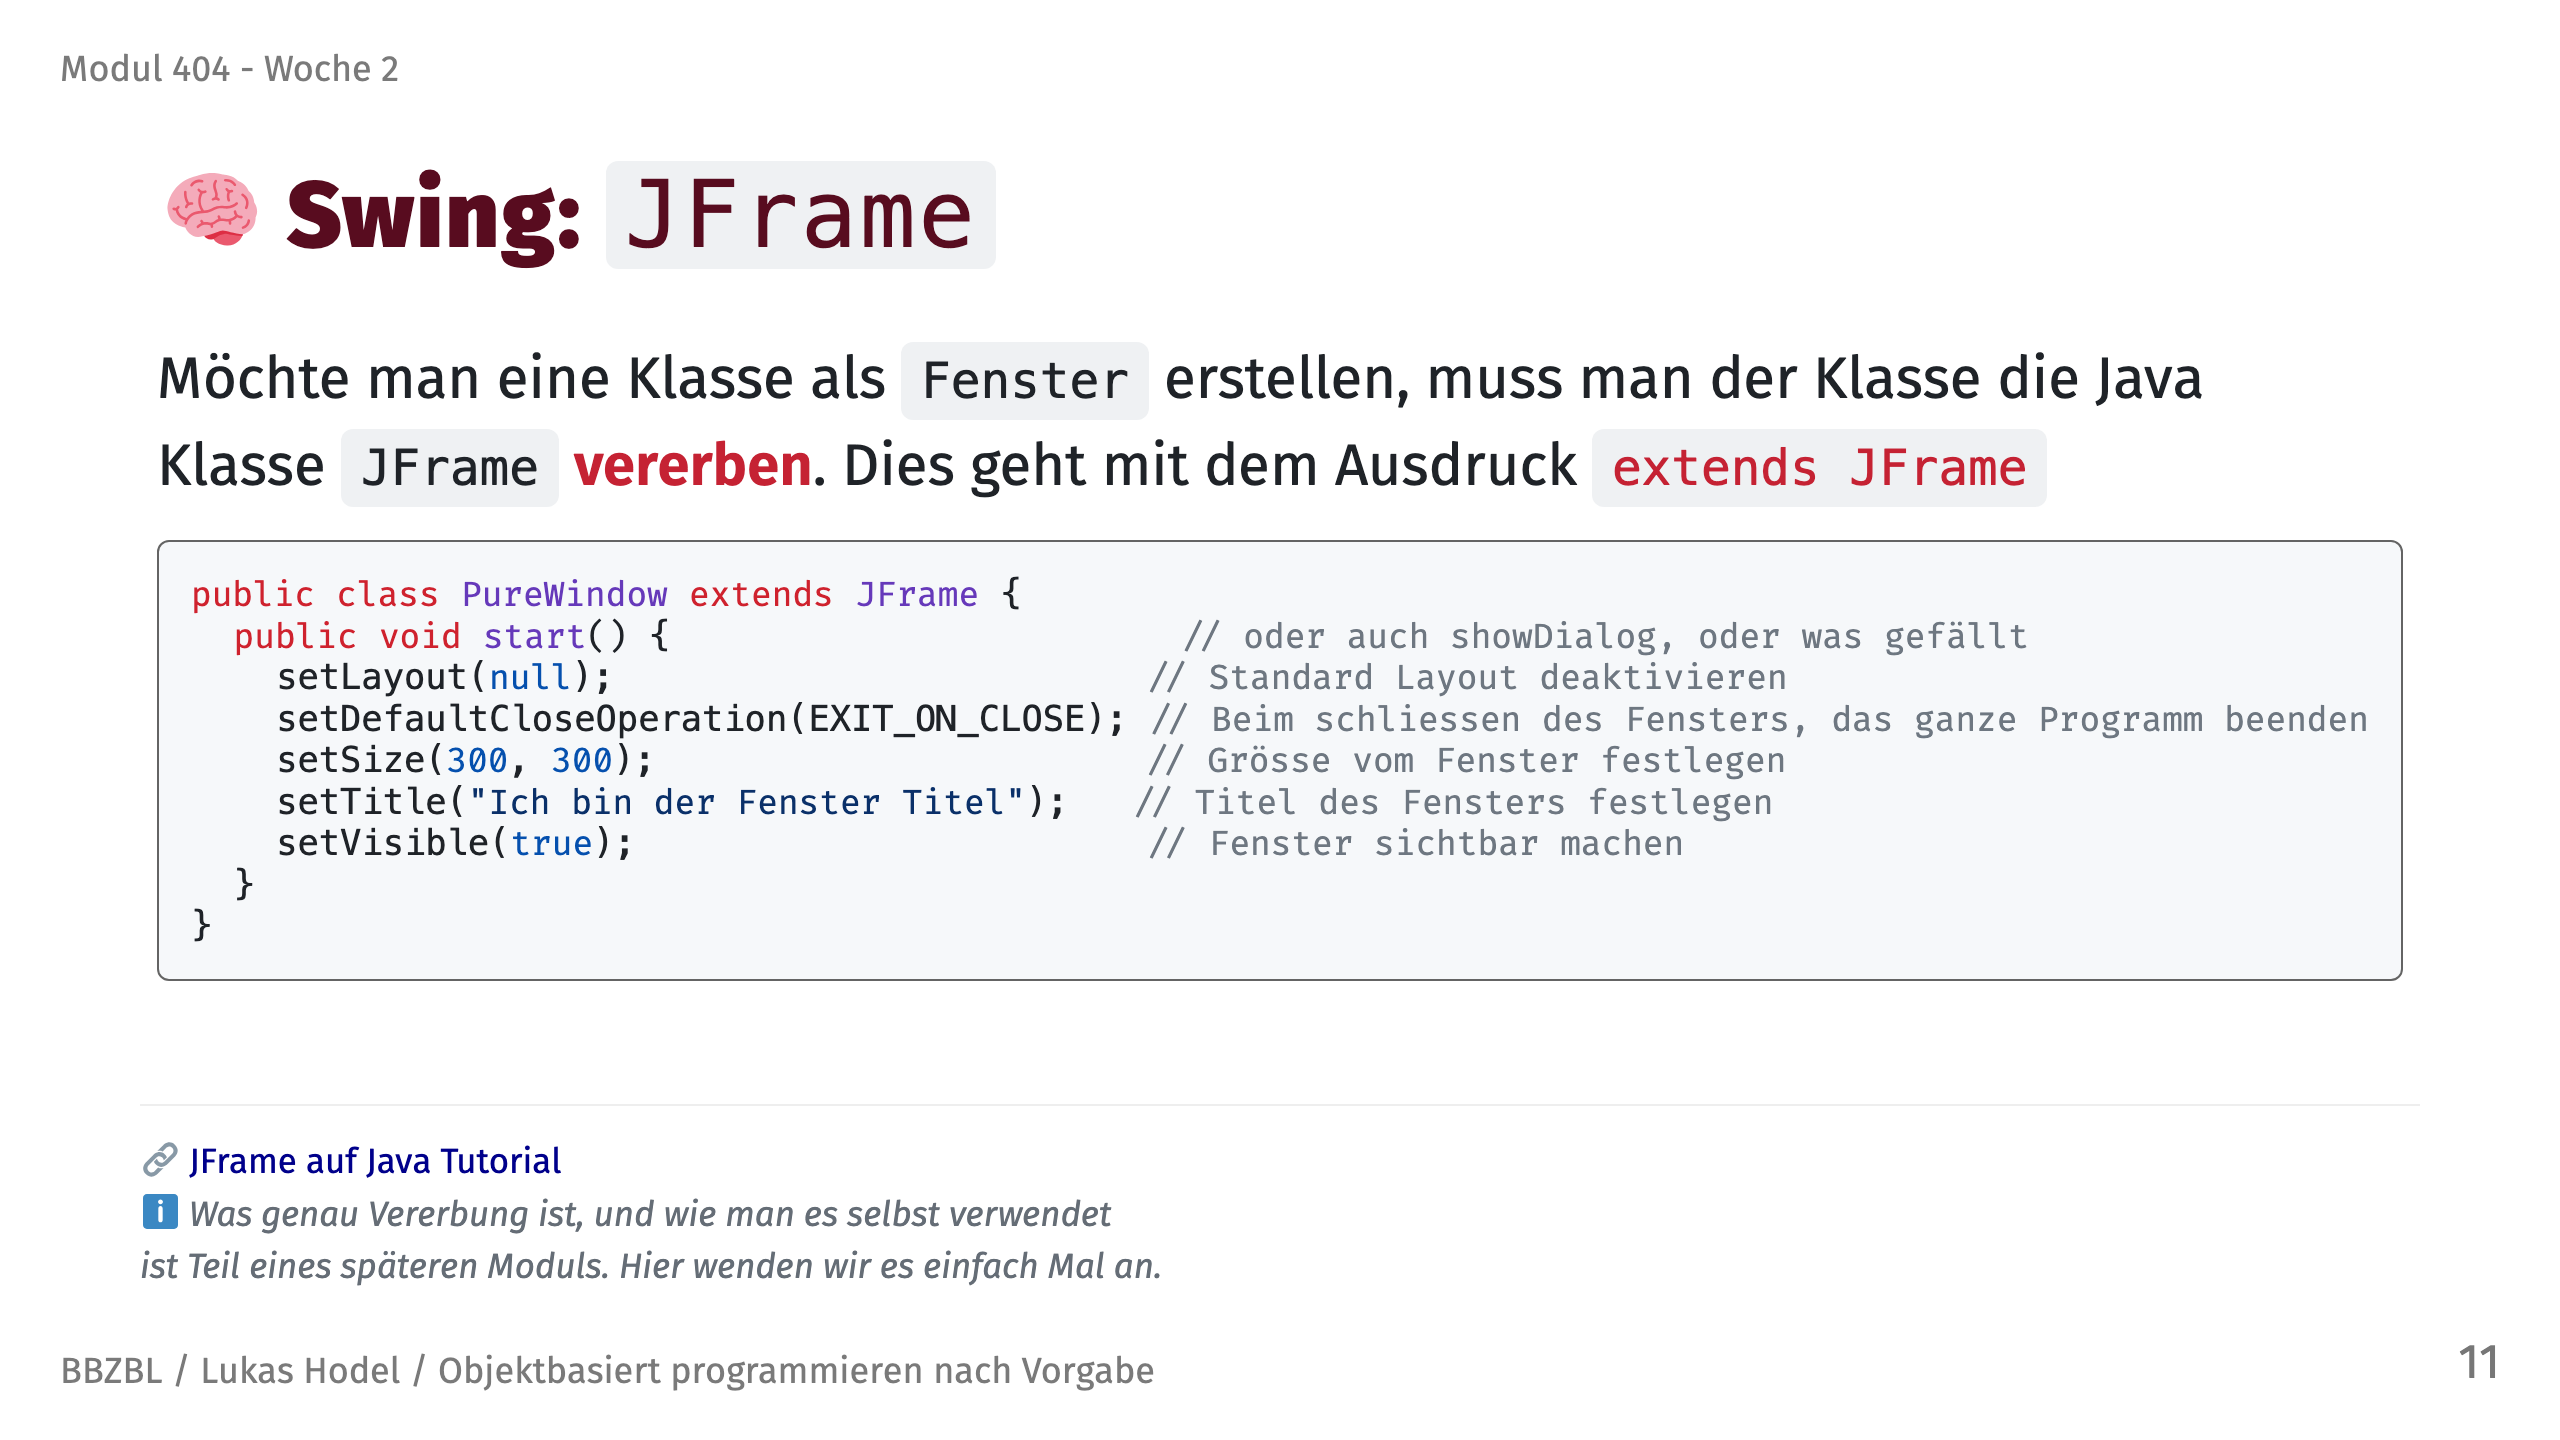 Modul 404 - Woche 2
🧠 Swing: JFrame
Möchte man eine Klasse als Fenster erstellen, muss man der Klasse die Java
Klasse JFrame vererben. Dies geht mit dem Ausdruck extends JFrame
public class PureWindow extends JFrame {
  public void start() {                        // oder auch showDialog, oder was gefällt
    setLayout(null);                         // Standard Layout deaktivieren
    setDefaultCloseOperation(EXIT_ON_CLOSE); // Beim schliessen des Fensters, das ganze Programm beenden
    setSize(300, 300);                       // Grösse vom Fenster festlegen
    setTitle("Ich bin der Fenster Titel");   // Titel des Fensters festlegen
    setVisible(true);                        // Fenster sichtbar machen
  }
}
🔗 JFrame auf Java Tutorial
ℹ️ Was genau Vererbung ist, und wie man es selbst verwendet
ist Teil eines späteren Moduls. Hier wenden wir es einfach Mal an.
BBZBL / Lukas Hodel / Objektbasiert programmieren nach Vorgabe
11